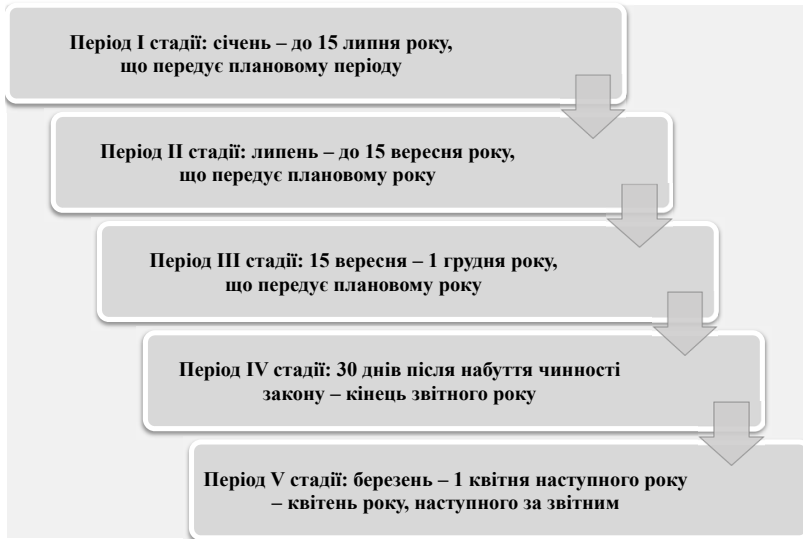 Період I стадії: січень – до 15 липня року,
що передує плановому періоду
Період II стадії: липень – до 15 вересня року,
що передує плановому року
Період III стадії: 15 вересня – 1 грудня року,
що передує плановому року
Період IV стадії: 30 днів після набуття чинності
закону – кінець звітного року
Період V стадії: березень – 1 квітня наступного року
– квітень року, наступного за звітним